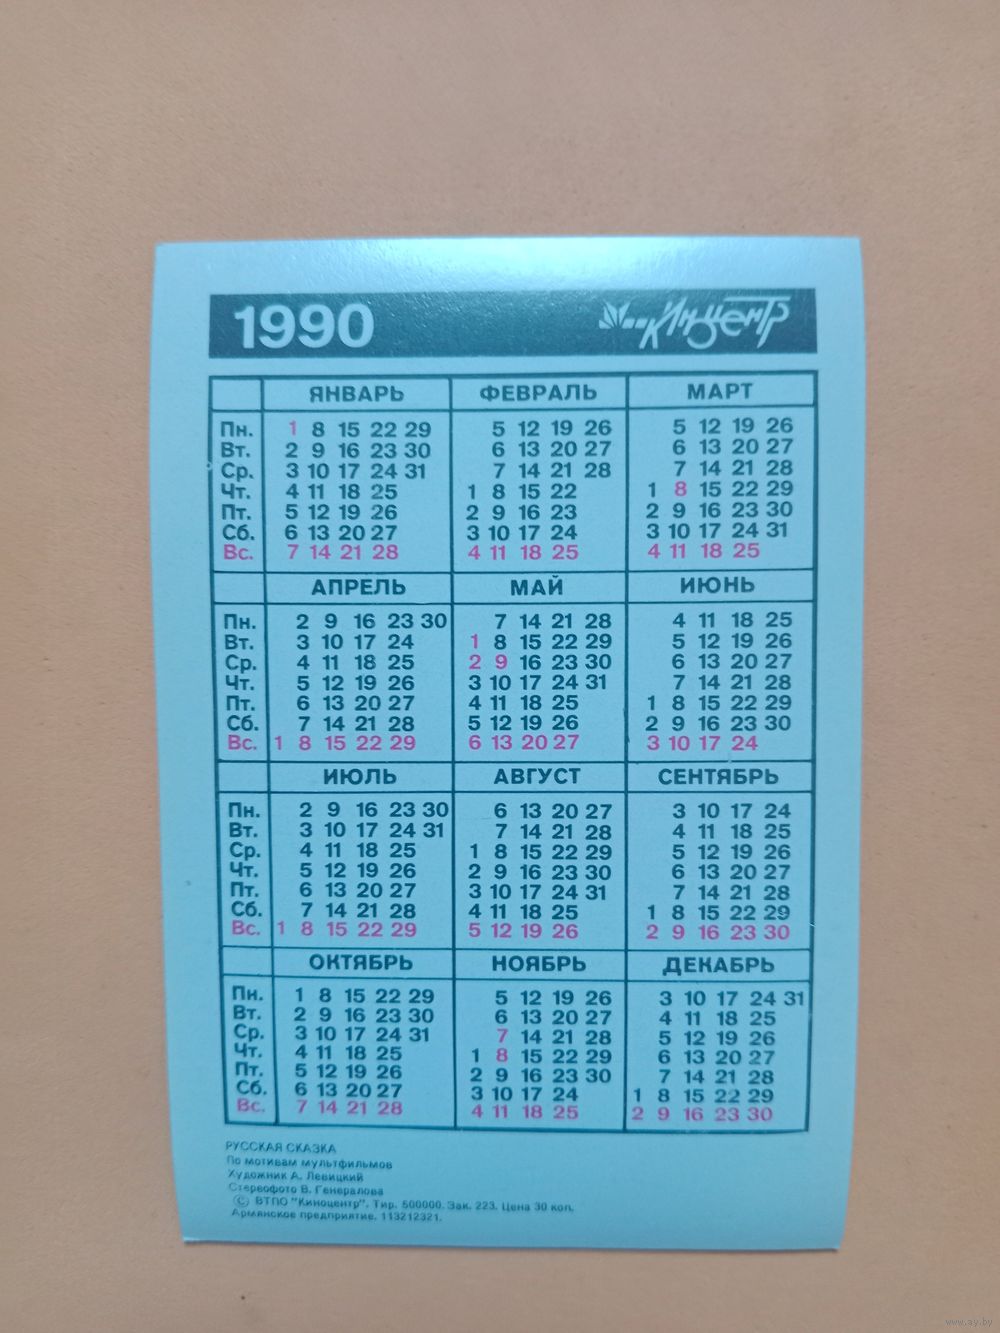 1990 Киноцентр
ЯНВАРЬ ФЕВРАЛЬ МАРТ
Пн. 1 8 15 22 29 5 12 19 26 5 12 19 26
Вт. 2 9 16 23 30 6 13 20 27 6 13 20 27
Ср. 3 10 17 24 31 7 14 21 28 7 14 21 28
Чт. 4 11 18 25 1 8 15 22 1 8 15 22 29
Пт. 5 12 19 26 2 9 16 23 2 9 16 23 30
Сб. 6 13 20 27 3 10 17 24 3 10 17 24 31
Вс. 7 14 21 28 4 11 18 25 4 11 18 25
АПРЕЛЬ МАЙ ИЮНЬ
Пн. 2 9 16 23 30 7 14 21 28 4 11 18 25
Вт. 3 10 17 24 1 8 15 22 29 5 12 19 26
Ср. 4 11 18 25 2 9 16 23 30 6 13 20 27
Чт. 5 12 19 26 3 10 17 24 31 7 14 21 28
Пт. 6 13 20 27 4 11 18 25 1 8 15 22 29
Сб. 7 14 21 28 5 12 19 26 2 9 16 23 30
Вс. 1 8 15 22 29 6 13 20 27 3 10 17 24
ИЮЛЬ АВГУСТ СЕНТЯБРЬ
Пн. 2 9 16 23 30 6 13 20 27 3 10 17 24
Вт. 3 10 17 24 31 7 14 21 28 4 11 18 25
Ср. 4 11 18 25 1 8 15 22 29 5 12 19 26
Чт. 5 12 19 26 2 9 16 23 30 6 13 20 27
Пт. 6 13 20 27 3 10 17 24 31 7 14 21 28
Сб. 7 14 21 28 4 11 18 25 1 8 15 22 29
Вс. 1 8 15 22 29 5 12 19 26 2 9 16 23 30
ОКТЯБРЬ НОЯБРЬ ДЕКАБРЬ
Пн. 1 8 15 22 29 5 12 19 26 3 10 17 24 31
Вт. 2 9 16 23 30 6 13 20 27 4 11 18 25
Ср. 3 10 17 24 31 7 14 21 28 5 12 19 26
Чт. 4 11 18 25 1 8 15 22 29 6 13 20 27
Пт. 5 12 19 26 2 9 16 23 30 7 14 21 28
Сб. 6 13 20 27 3 10 17 24 1 8 15 22 29
Вс. 7 14 21 28 4 11 18 25 2 9 16 23 30
РУССКАЯ СКАЗКА
По мотивам мультфильмов
Художник А. Левицкий
Стереофото В. Генералова
© ВТПО "Киноцентр". Тир. 500000. Зак. 223. Цена 30 коп.
Армянское предприятие. 113212321.
www.ay.by